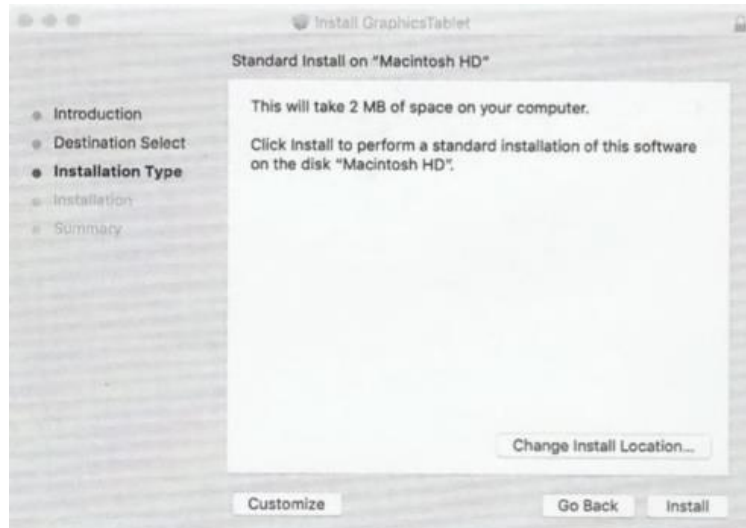 Install GraphicsTablet
Standard Install on "Macintosh HD"
Introduction
Destination Select
Installation Type
Installation
Summary
This will take 2 MB of space on your computer.
Click Install to perform a standard installation of this software
on the disk "Macintosh HD".
Change Install Location...
Customize
Go Back
Install